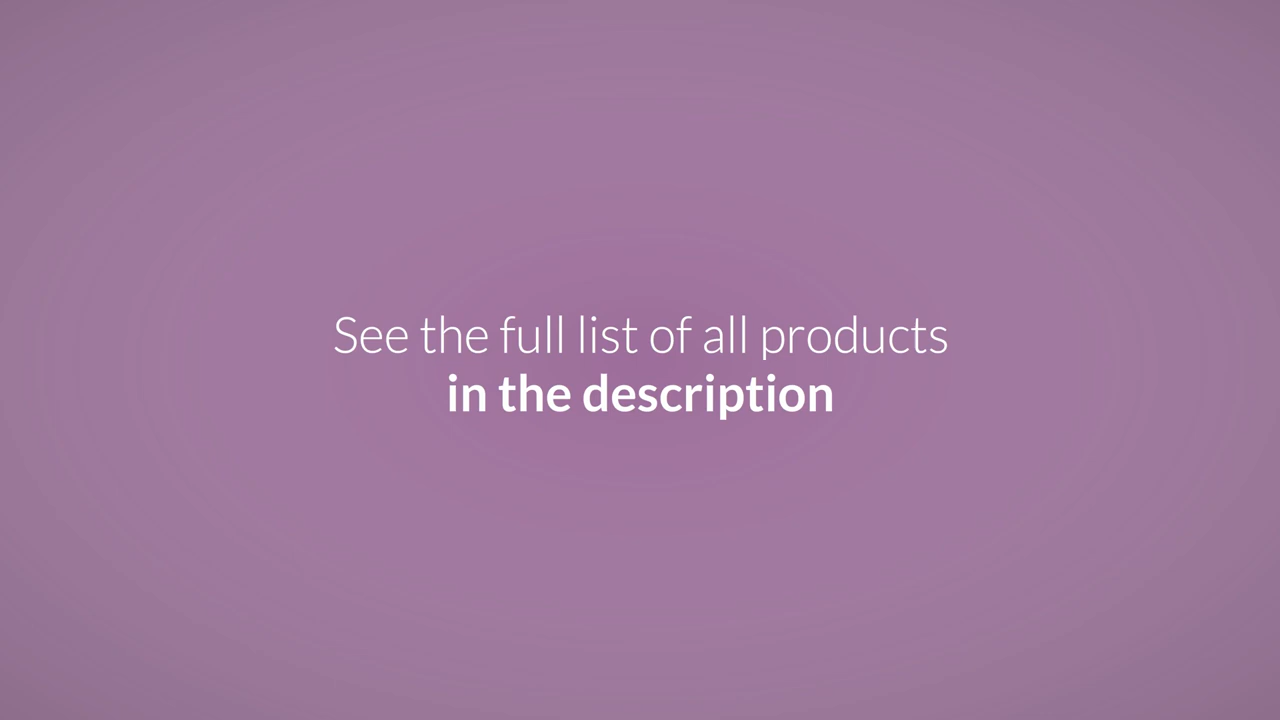 See the full list of all products
in the description